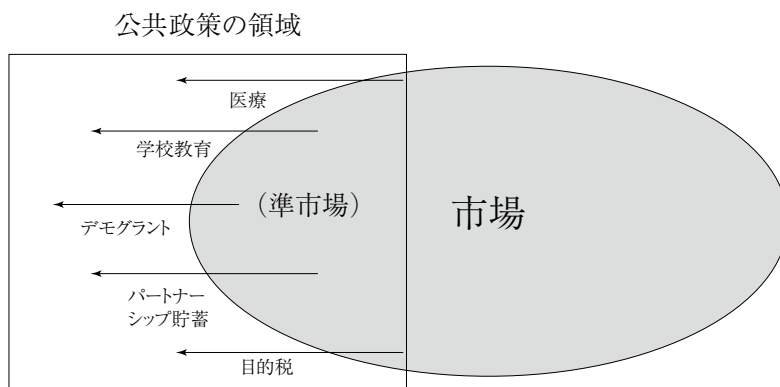 公共政策の領域
医療
学校教育
(準市場)
市場
デモグラント
パートナー
シップ貯蓄
目的税